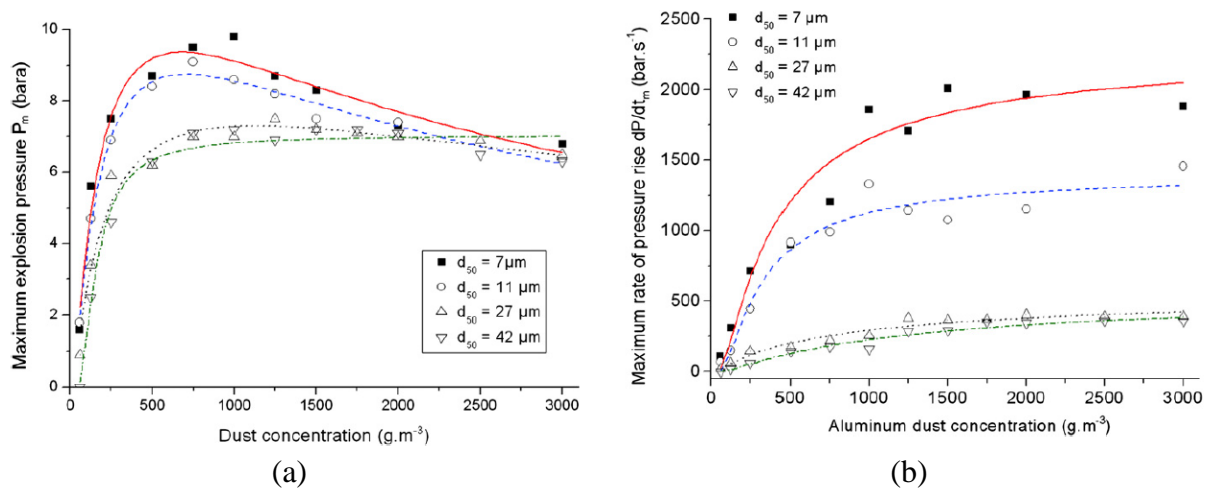 Maximum explosion pressure Pm (bara)
10
8
6
4
2
0
d50 = 7µm
d50 = 11 µm
d50 = 27 µm
d50 = 42 µm
0 500 1000 1500 2000 2500 3000
Dust concentration (g.m-3)
(a)
Maximum rate of pressure rise dP/dtm (bar.s-1)
2500
2000
1500
1000
500
0
d50 = 7 µm
d50 = 11 µm
d50 = 27 µm
d50 = 42 µm
0 500 1000 1500 2000 2500 3000
Aluminum dust concentration (g.m-3)
(b)